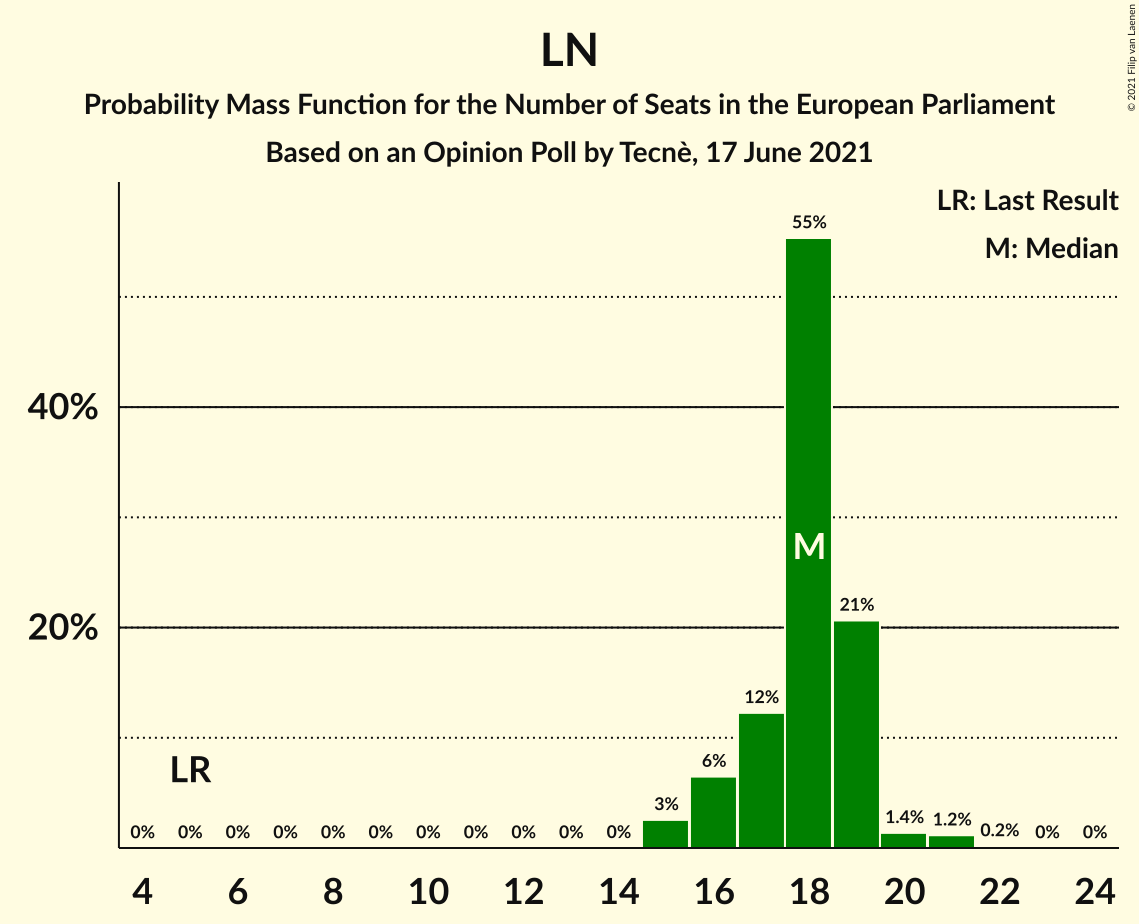 LN
Probability Mass Function for the Number of Seats in the European Parliament
Based on an Opinion Poll by Tecnè, 17 June 2021
© 2021 Filip van Laenen
LR: Last Result
M: Median
55%
40%
M
21%
20%
12%
LR
6%
3%
1.4%
1.2%
0% 0% 0% 0% 0% 0% 0% 0% 0% 0% 0% 0.2% 0% 0%
4 6 8 10 12 14 16 18 20 22 24